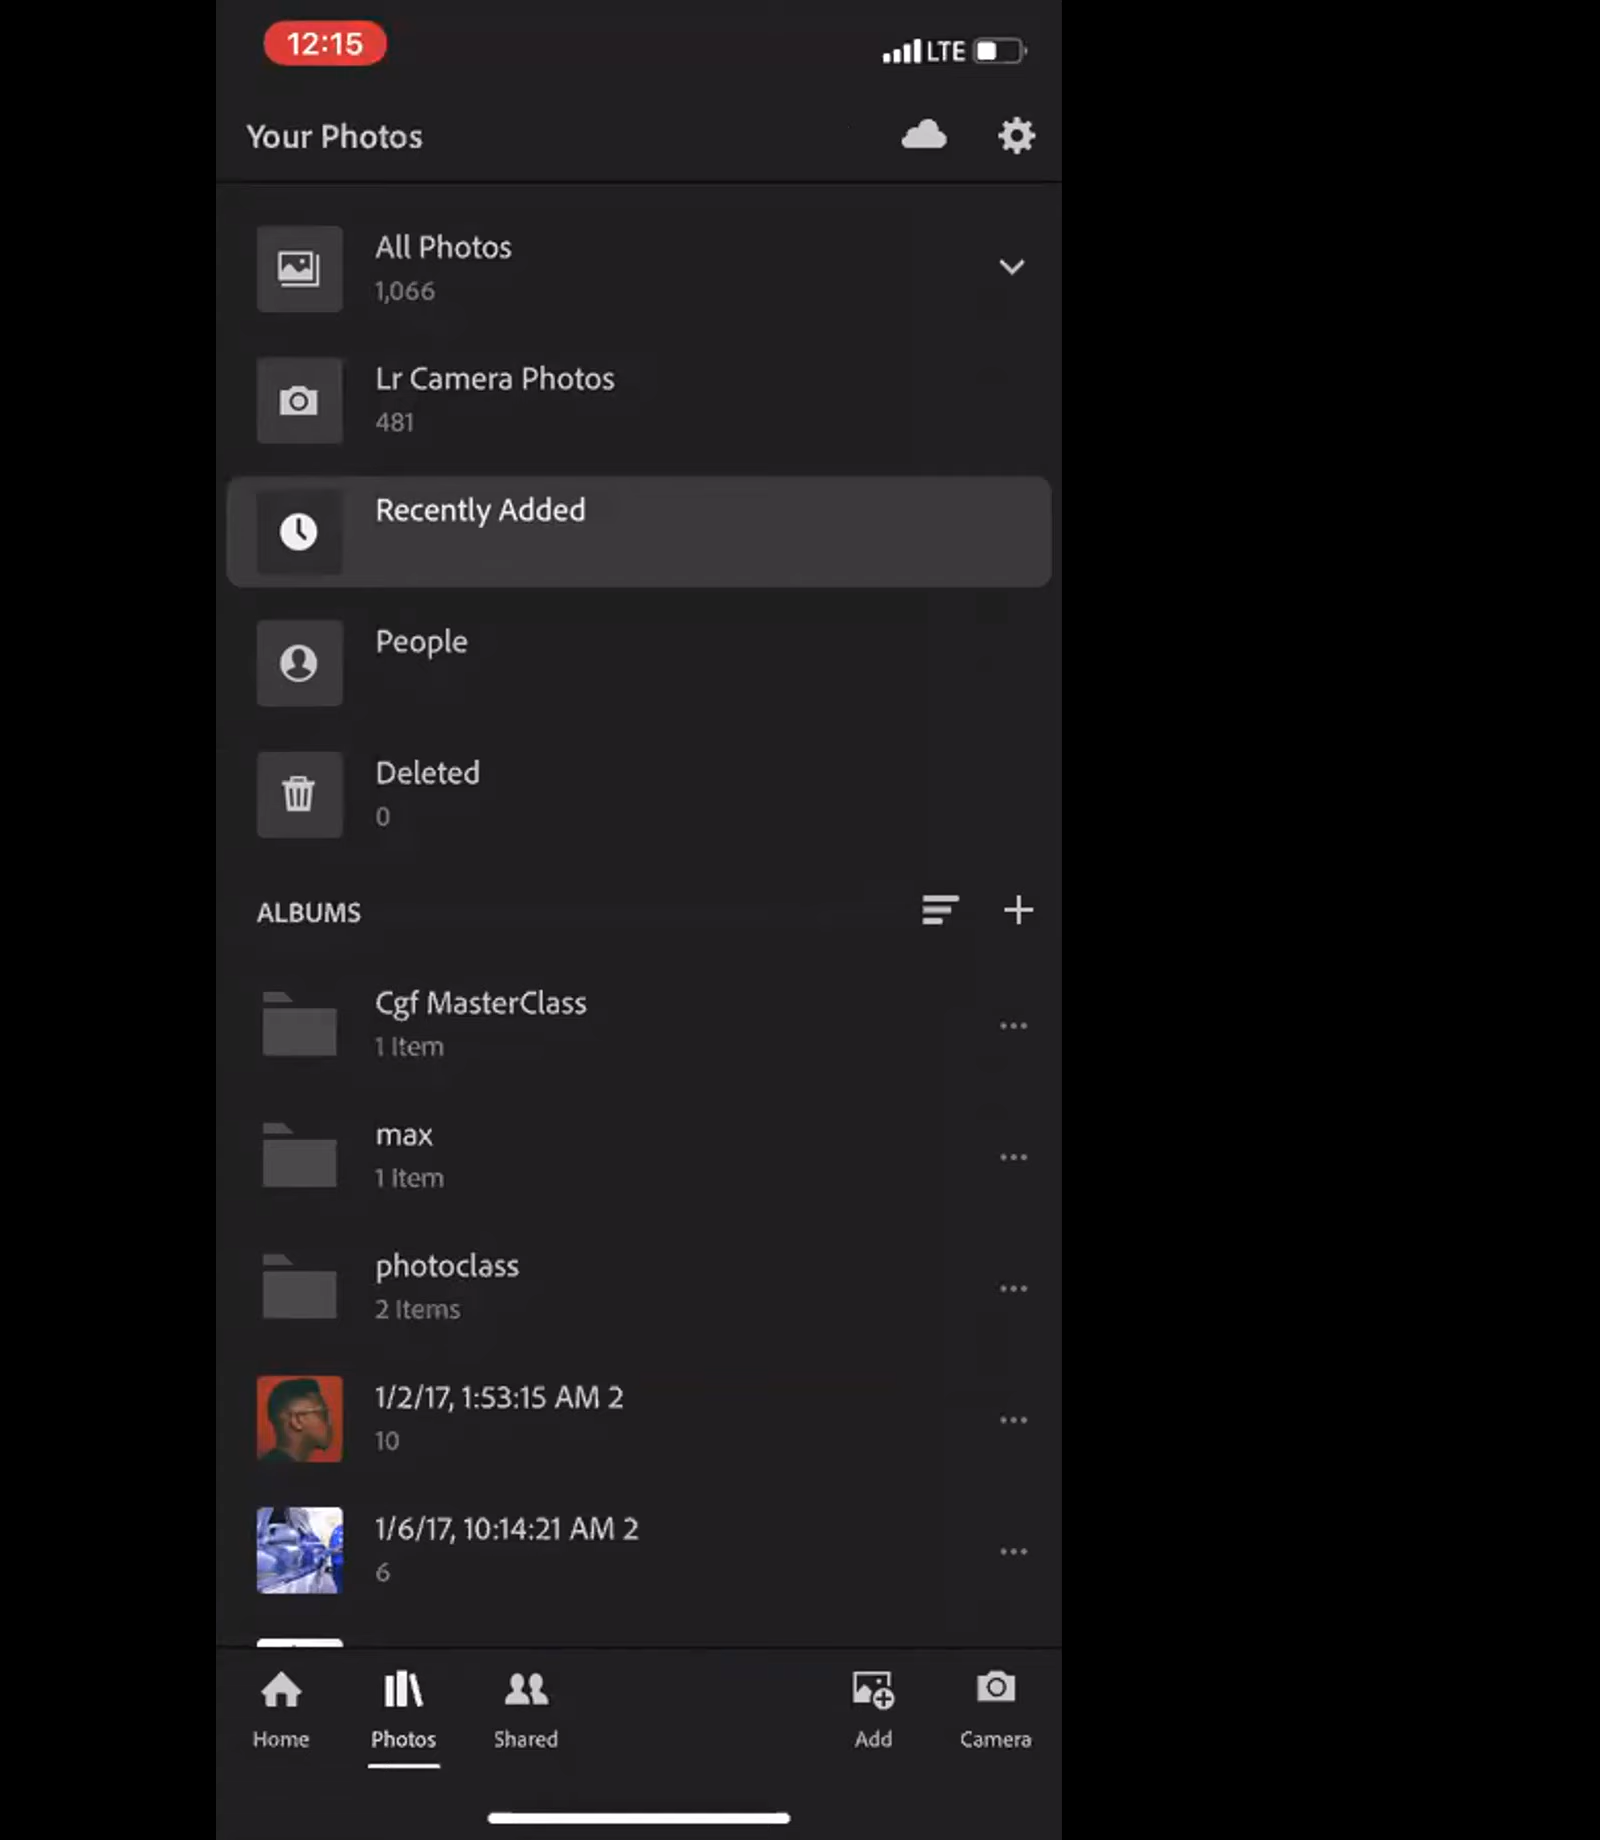 12:15
LTE
Your Photos
All Photos
1,066
Lr Camera Photos
481
Recently Added
People
Deleted
0
ALBUMS
Cgf MasterClass
1 Item
max
1 Item
photoclass
2 Items
1/2/17, 1:53:15 AM 2
10
1/6/17, 10:14:21 AM 2
6
Home
Photos
Shared
Add
Camera